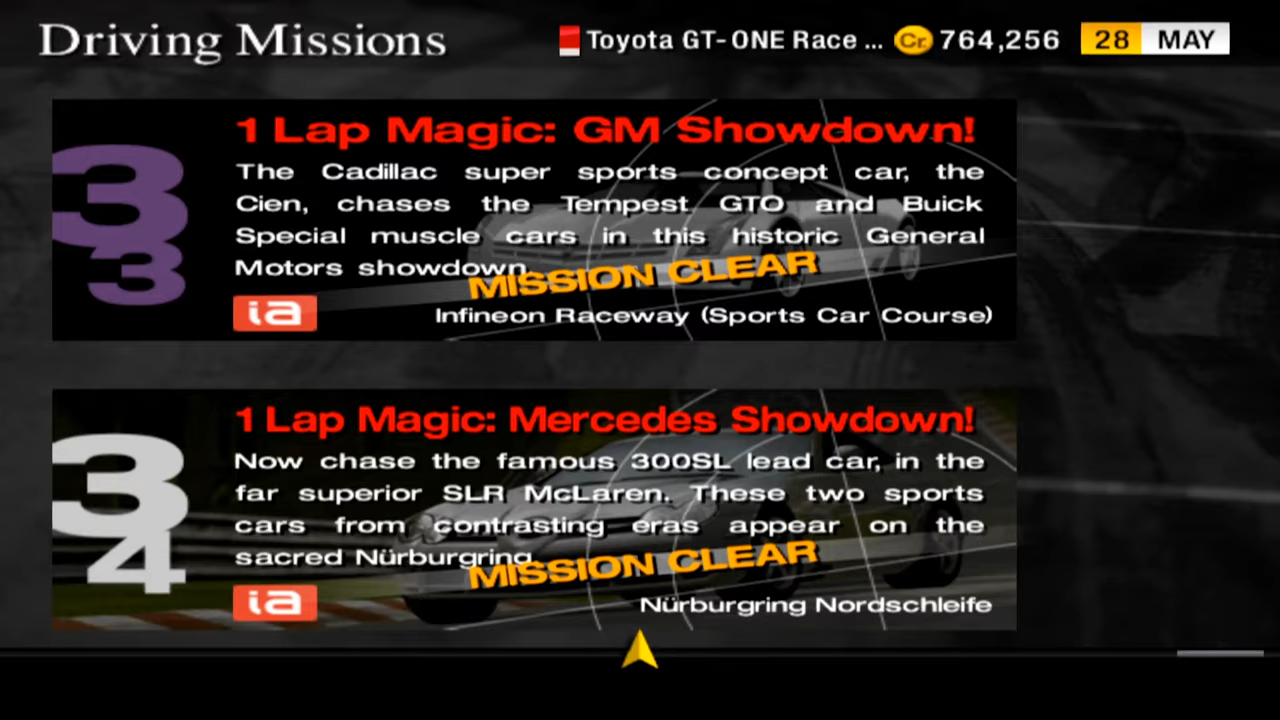 Driving Missions
Toyota GT-ONE Race ... Cr 764,256 28 MAY
3
3
1 Lap Magic: GM Showdown!
The Cadillac super sports concept car, the
Cien, chases the Tempest GTO and Buick
Special muscle cars in this historic General
Motors showdown.
MISSION CLEAR
ia
Infineon Raceway (Sports Car Course)
3
4
1 Lap Magic: Mercedes Showdown!
Now chase the famous 300SL lead car, in the
far superior SLR McLaren. These two sports
cars from contrasting eras appear on the
sacred Nürburgring.
MISSION CLEAR
ia
Nürburgring Nordschleife